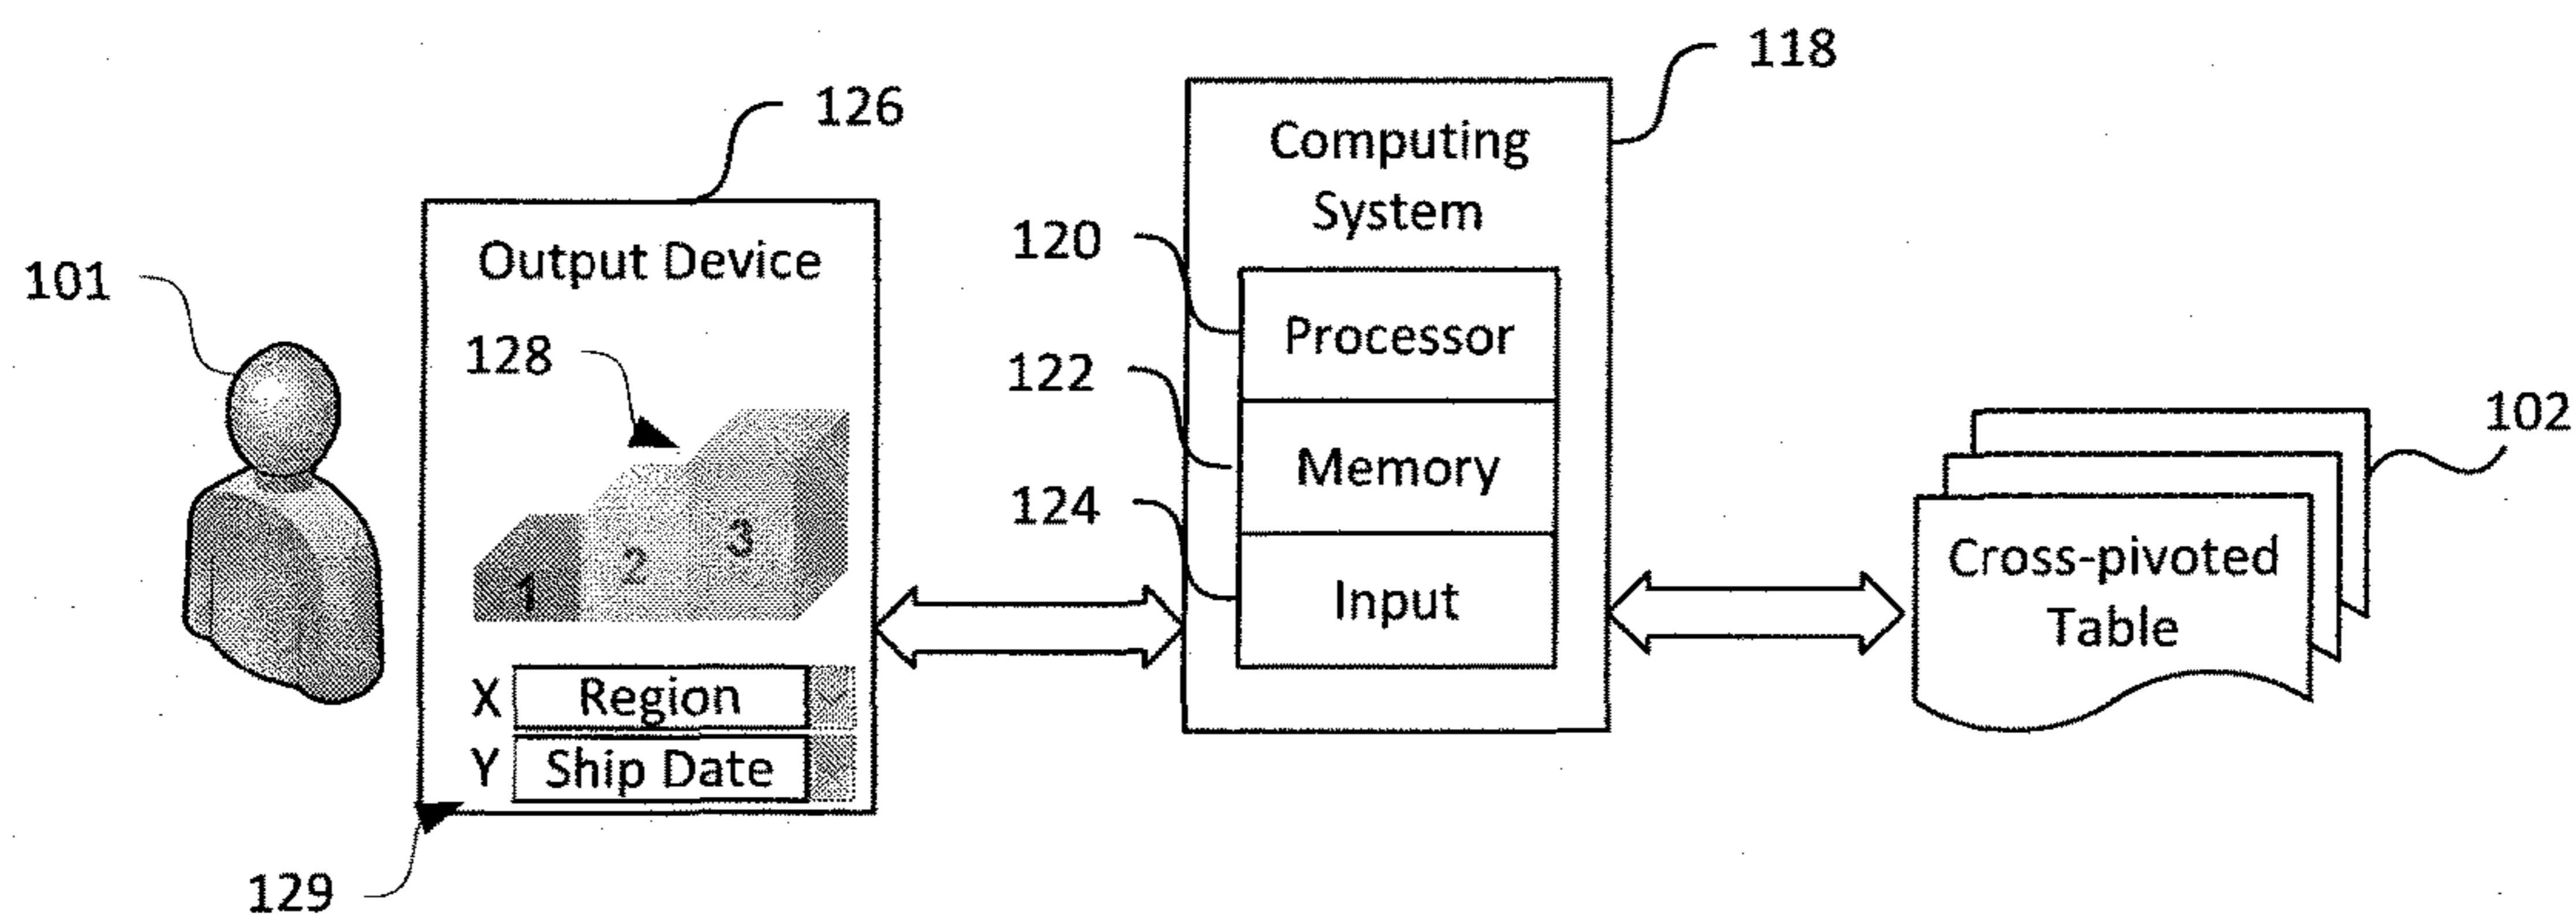 118
126
Computing
System
120
101
Output Device
Processor
128
122
Memory
102
124
Cross-pivoted
Table
1
2
3
Input
X Region
Y Ship Date
129